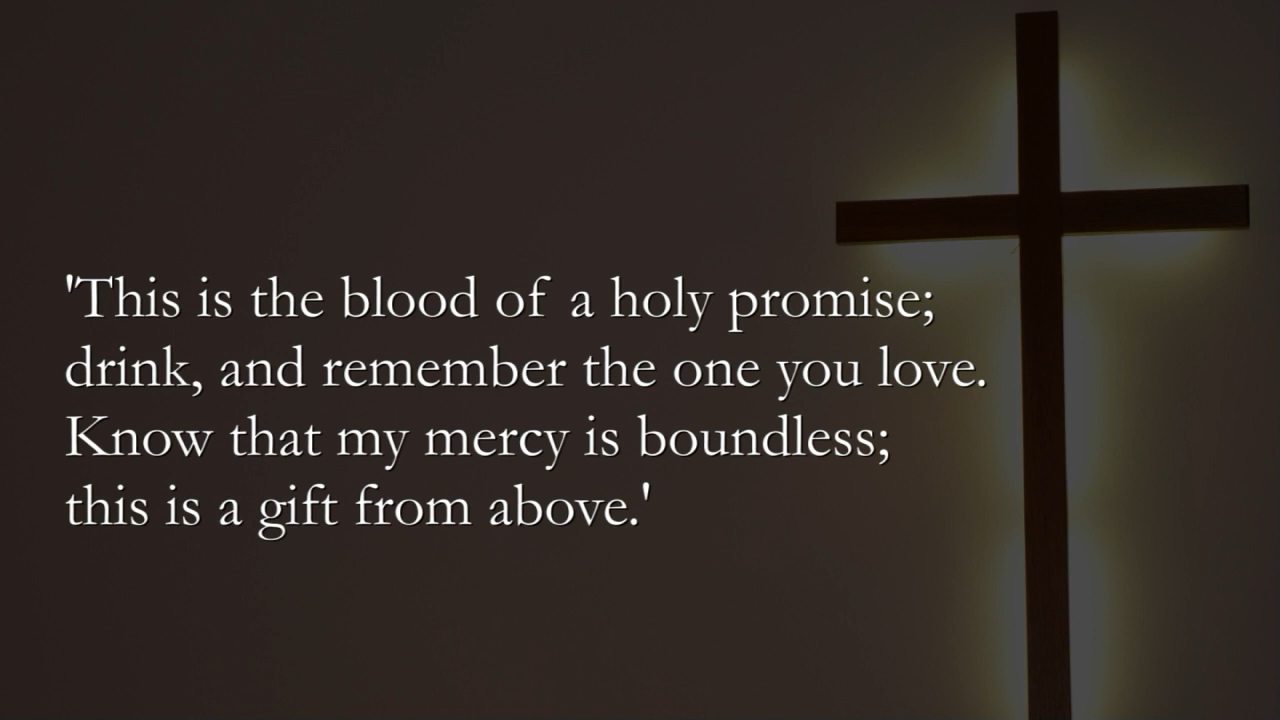 'This is the blood of a holy promise;
drink, and remember the one you love.
Know that my mercy is boundless;
this is a gift from above.'